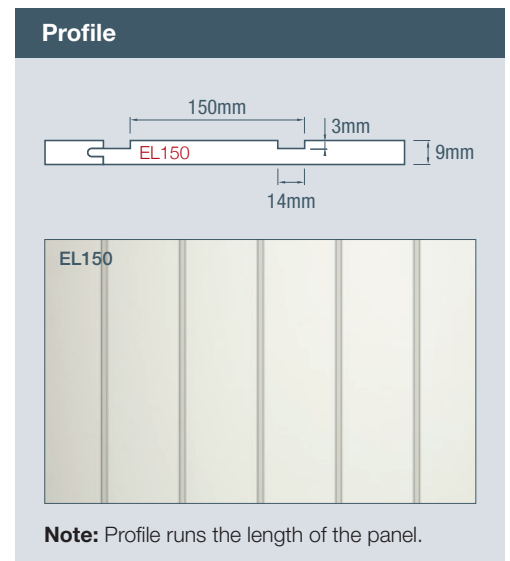 Profile
150mm
3mm
EL150
9mm
14mm
EL150
Note: Profile runs the length of the panel.